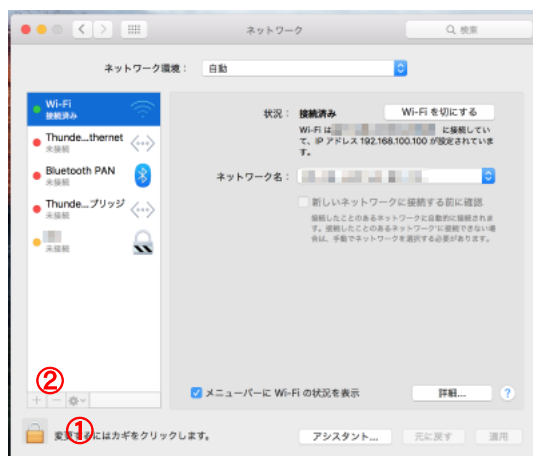 ネットワーク
検索
ネットワーク環境： 自動
Wi-Fi
接続済み
Thunde...thernet
未接続
Bluetooth PAN
未接続
Thunde...ブリッジ
未接続
未接続
状況： 接続済み
Wi-Fi を切にする
Wi-Fi は に接続してい
て、IP アドレス 192.168.100.100 が設定されていま
す。
ネットワーク名：
新しいネットワークに接続する前に確認
接続したことのあるネットワークに自動的に接続されま
す。接続したことのあるネットワークに接続できない場
合は、手動でネットワークを選択する必要があります。
②
+ −
メニューバーに Wi-Fi の状況を表示
詳細...
?
①
変更するにはカギをクリックします。
アシスタント...
元に戻す
適用